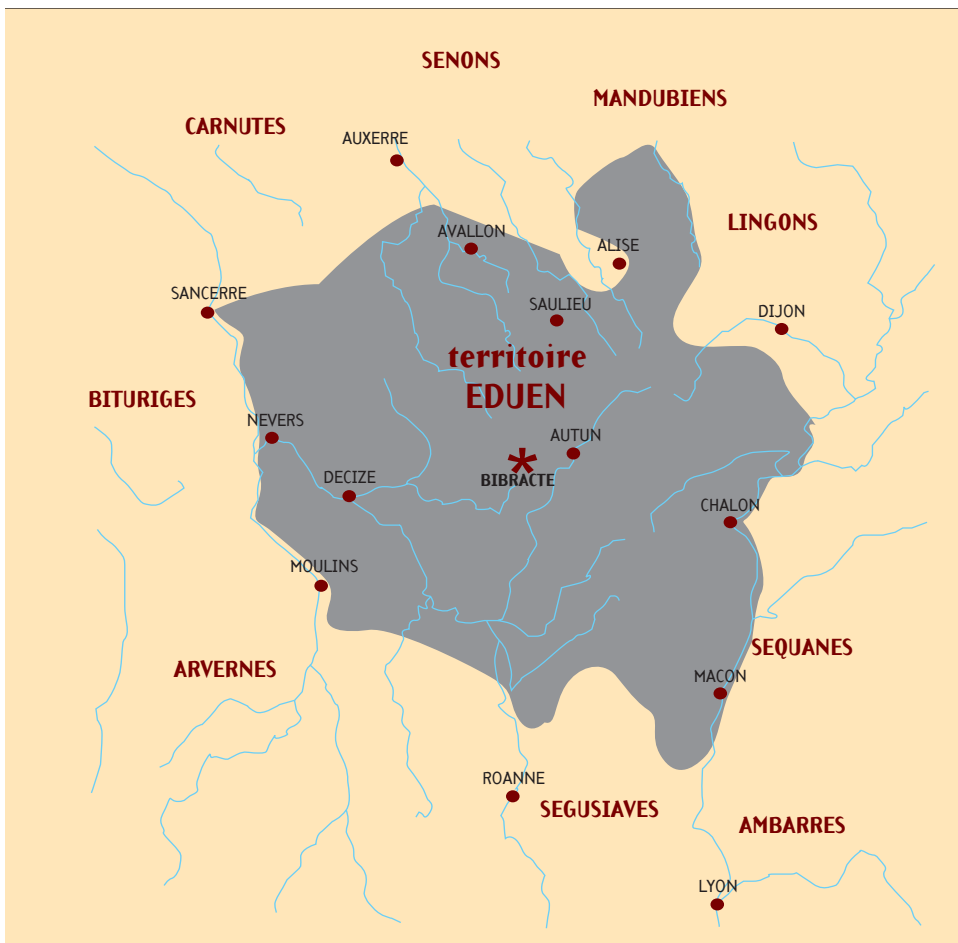 SENONS
MANDUBIENS
CARNUTES
AUXERRE
LINGONS
AVALLON
ALISE
SANCERRE
SAULIEU
DIJON
territoire
EDUEN
BITURIGES
NEVERS
AUTUN
*
BIBRACTE
DECIZE
CHALON
MOULINS
SEQUANES
ARVERNES
MACON
ROANNE
SEGUSIAVES
AMBARRES
LYON